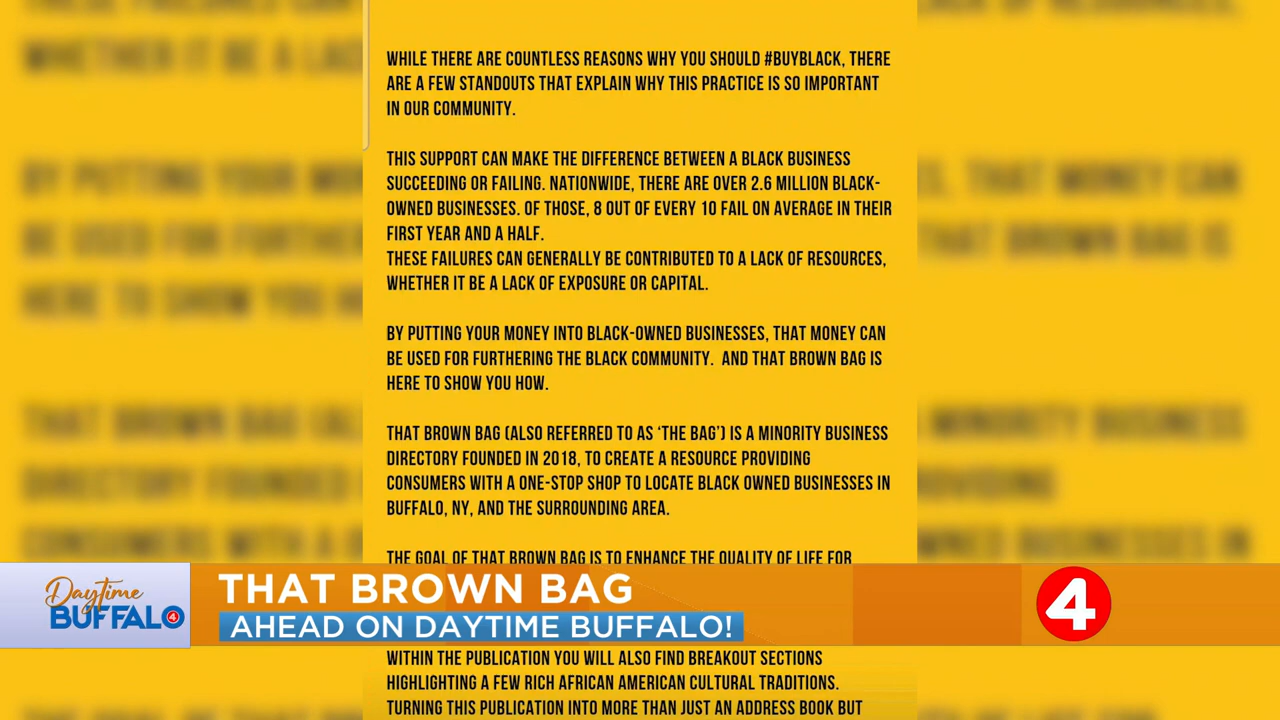 WHILE THERE ARE COUNTLESS REASONS WHY YOU SHOULD #BUYBLACK, THERE
ARE A FEW STANDOUTS THAT EXPLAIN WHY THIS PRACTICE IS SO IMPORTANT
IN OUR COMMUNITY.
THIS SUPPORT CAN MAKE THE DIFFERENCE BETWEEN A BLACK BUSINESS
SUCCEEDING OR FAILING. NATIONWIDE, THERE ARE OVER 2.6 MILLION BLACK-
OWNED BUSINESSES. OF THOSE, 8 OUT OF EVERY 10 FAIL ON AVERAGE IN THEIR
FIRST YEAR AND A HALF.
THESE FAILURES CAN GENERALLY BE CONTRIBUTED TO A LACK OF RESOURCES,
WHETHER IT BE A LACK OF EXPOSURE OR CAPITAL.
BY PUTTING YOUR MONEY INTO BLACK-OWNED BUSINESSES, THAT MONEY CAN
BE USED FOR FURTHERING THE BLACK COMMUNITY. AND THAT BROWN BAG IS
HERE TO SHOW YOU HOW.
THAT BROWN BAG (ALSO REFERRED TO AS ‘THE BAG’) IS A MINORITY BUSINESS
DIRECTORY FOUNDED IN 2018, TO CREATE A RESOURCE PROVIDING
CONSUMERS WITH A ONE-STOP SHOP TO LOCATE BLACK OWNED BUSINESSES IN
BUFFALO, NY, AND THE SURROUNDING AREA.
THE GOAL OF THAT BROWN BAG IS TO ENHANCE THE QUALITY OF LIFE FOR
Daytime
BUFFALO 4
THAT BROWN BAG
AHEAD ON DAYTIME BUFFALO!
4
WITHIN THE PUBLICATION YOU WILL ALSO FIND BREAKOUT SECTIONS
HIGHLIGHTING A FEW RICH AFRICAN AMERICAN CULTURAL TRADITIONS.
TURNING THIS PUBLICATION INTO MORE THAN JUST AN ADDRESS BOOK BUT